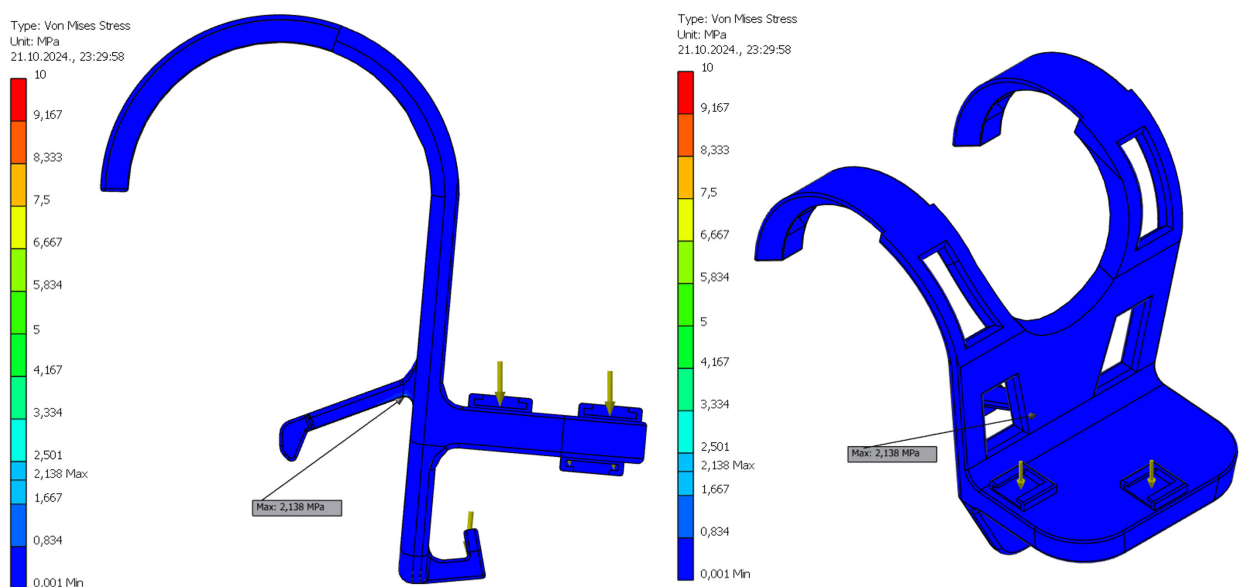 Type: Von Mises Stress
Unit: MPa
21.10.2024., 23:29:58
10
9,167
8,333
7,5
6,667
5,834
5
4,167
3,334
2,501
2,138 Max
1,667
0,834
0,001 Min
Max: 2,138 MPa
Type: Von Mises Stress
Unit: MPa
21.10.2024., 23:29:58
10
9,167
8,333
7,5
6,667
5,834
5
4,167
3,334
2,501
2,138 Max
1,667
0,834
0,001 Min
Max: 2,138 MPa